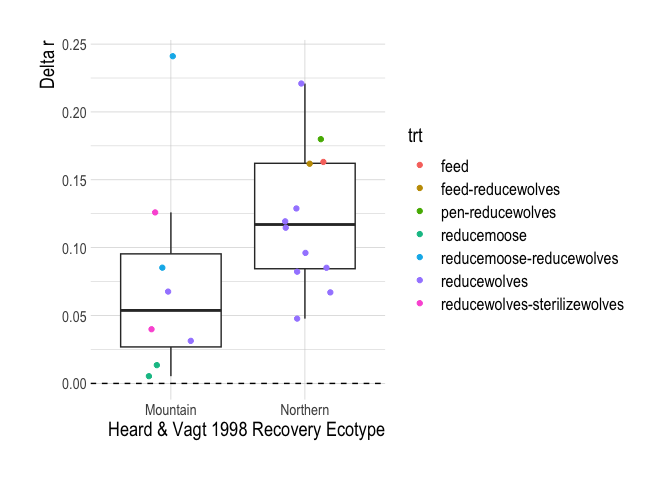 Delta r
0.25
0.20
0.15
0.10
0.05
0.00
Mountain Northern
Heard & Vagt 1998 Recovery Ecotype
trt
feed
feed-reducewolves
pen-reducewolves
reducemoose
reducemoose-reducewolves
reducewolves
reducewolves-sterilizewolves